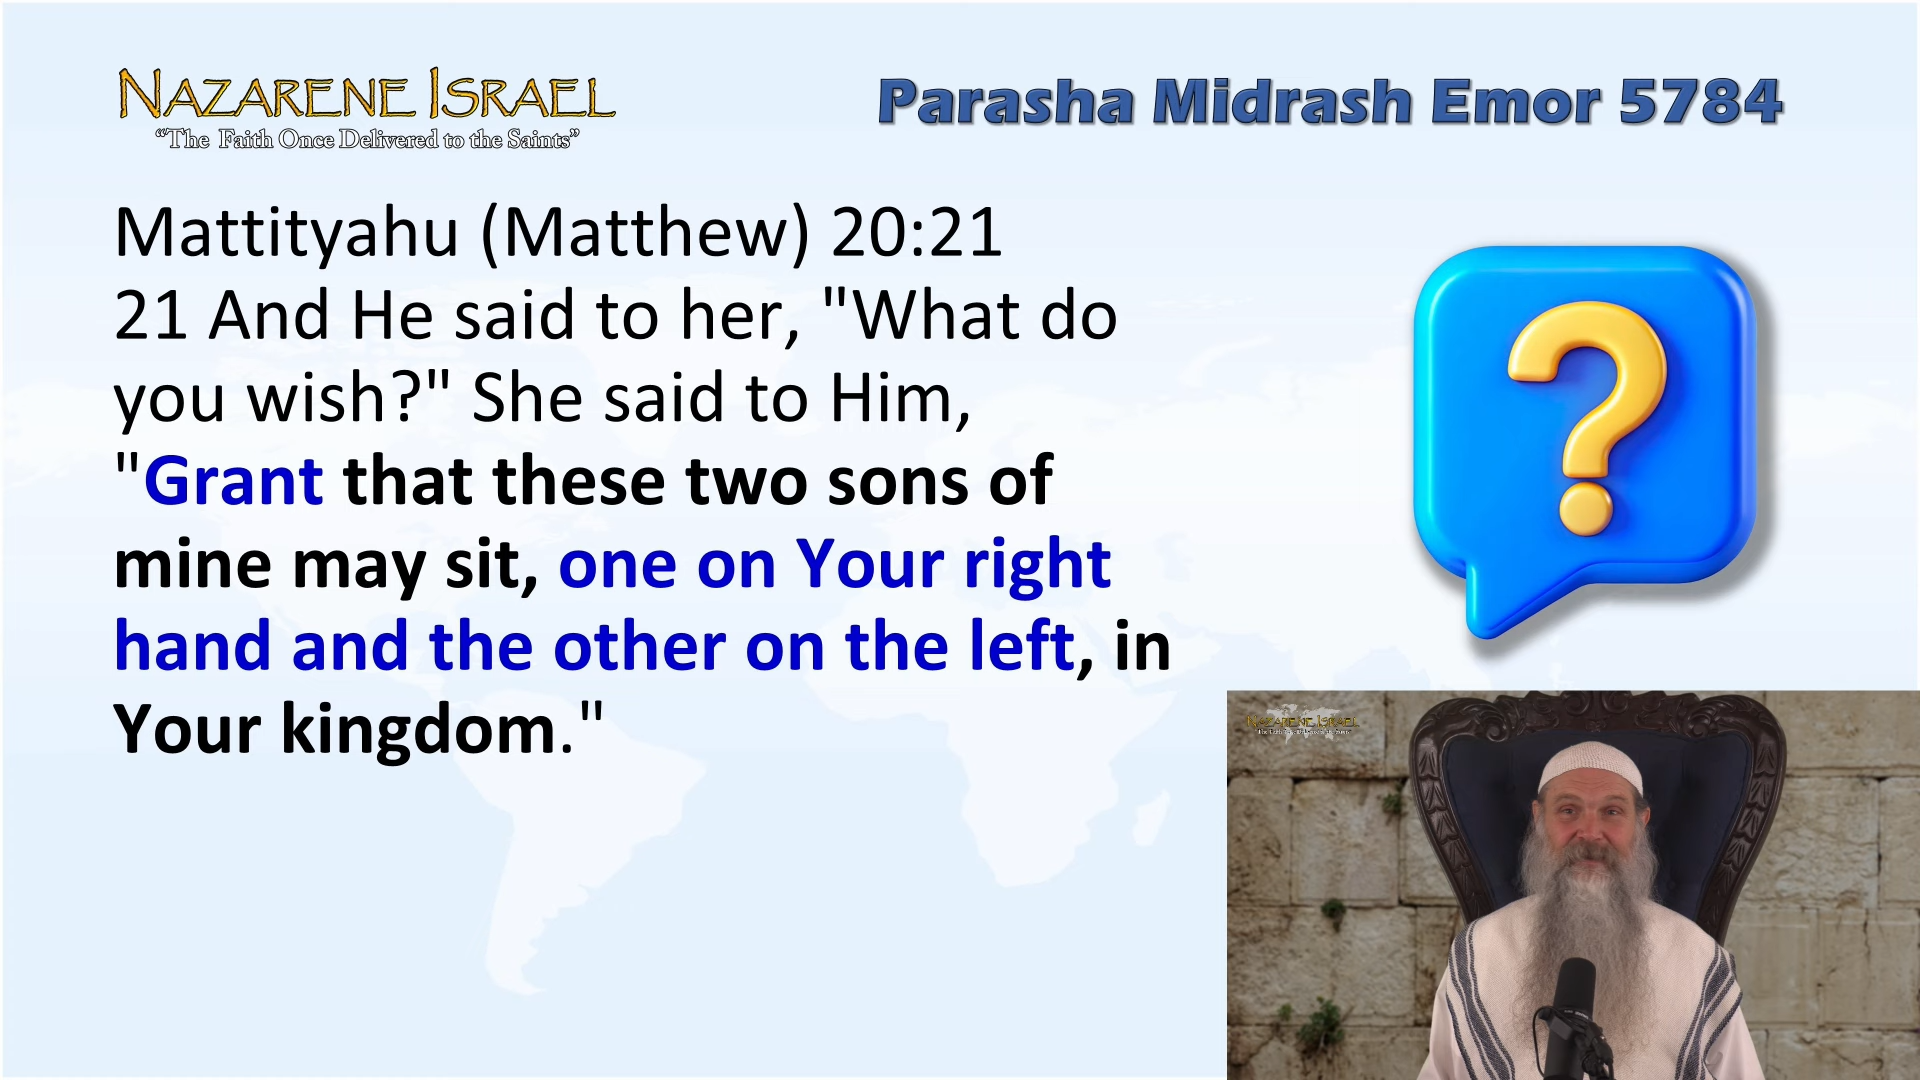 NAZARENE ISRAEL
“The Faith Once Delivered to the Saints”
Parasha Midrash Emor 5784
Mattityahu (Matthew) 20:21
21 And He said to her, "What do
you wish?" She said to Him,
"Grant that these two sons of
mine may sit, one on Your right
hand and the other on the left, in
Your kingdom."
?
NAZARENE ISRAEL